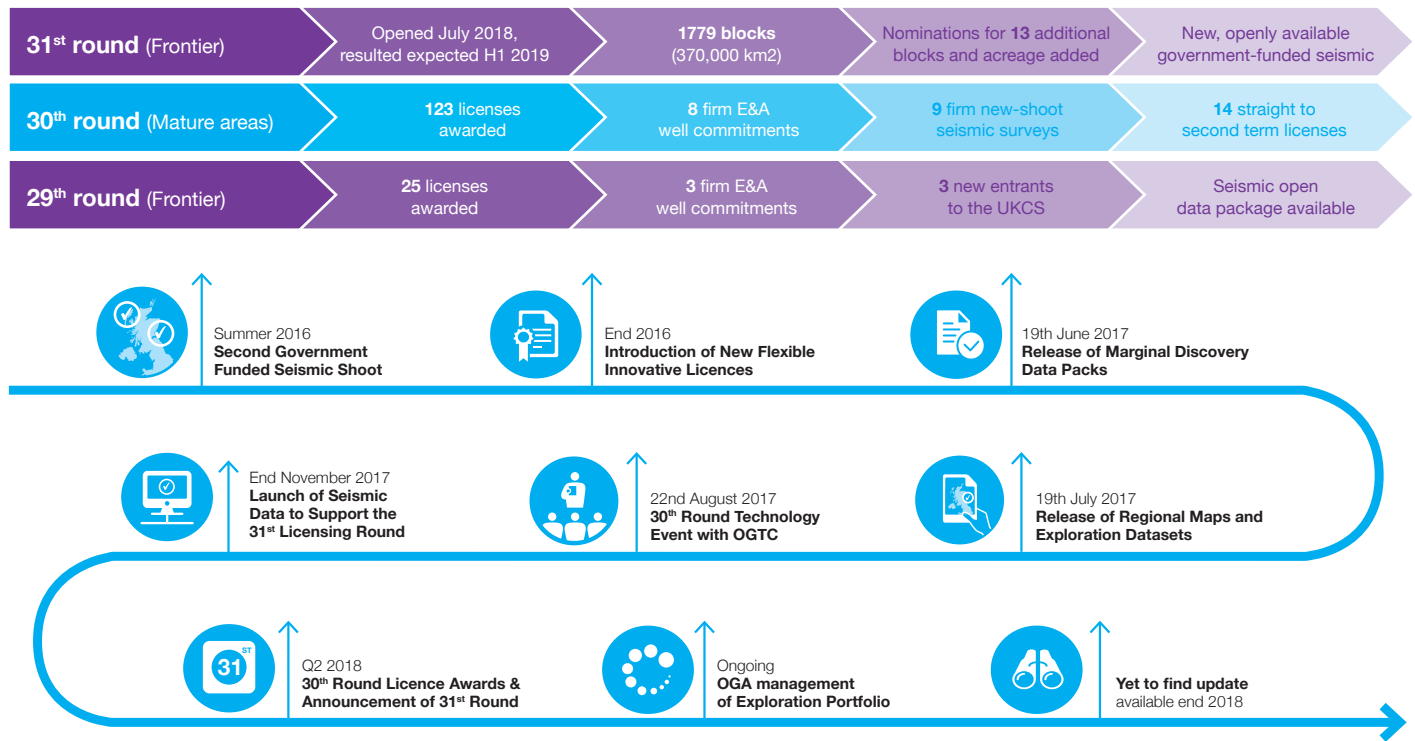 31st round (Frontier)
Opened July 2018,
resulted expected H1 2019
1779 blocks
(370,000 km2)
Nominations for 13 additional
blocks and acreage added
New, openly available
government-funded seismic
30th round (Mature areas)
123 licenses
awarded
8 firm E&A
well commitments
9 firm new-shoot
seismic surveys
14 straight to
second term licenses
29th round (Frontier)
25 licenses
awarded
3 firm E&A
well commitments
3 new entrants
to the UKCS
Seismic open
data package available
Summer 2016
Second Government
Funded Seismic Shoot
End 2016
Introduction of New Flexible
Innovative Licences
19th June 2017
Release of Marginal Discovery
Data Packs
19th July 2017
Release of Regional Maps and
Exploration Datasets
22nd August 2017
30th Round Technology
Event with OGTC
End November 2017
Launch of Seismic
Data to Support the
31st Licensing Round
31 ST
Q2 2018
30th Round Licence Awards &
Announcement of 31st Round
Ongoing
OGA management
of Exploration Portfolio
Yet to find update
available end 2018